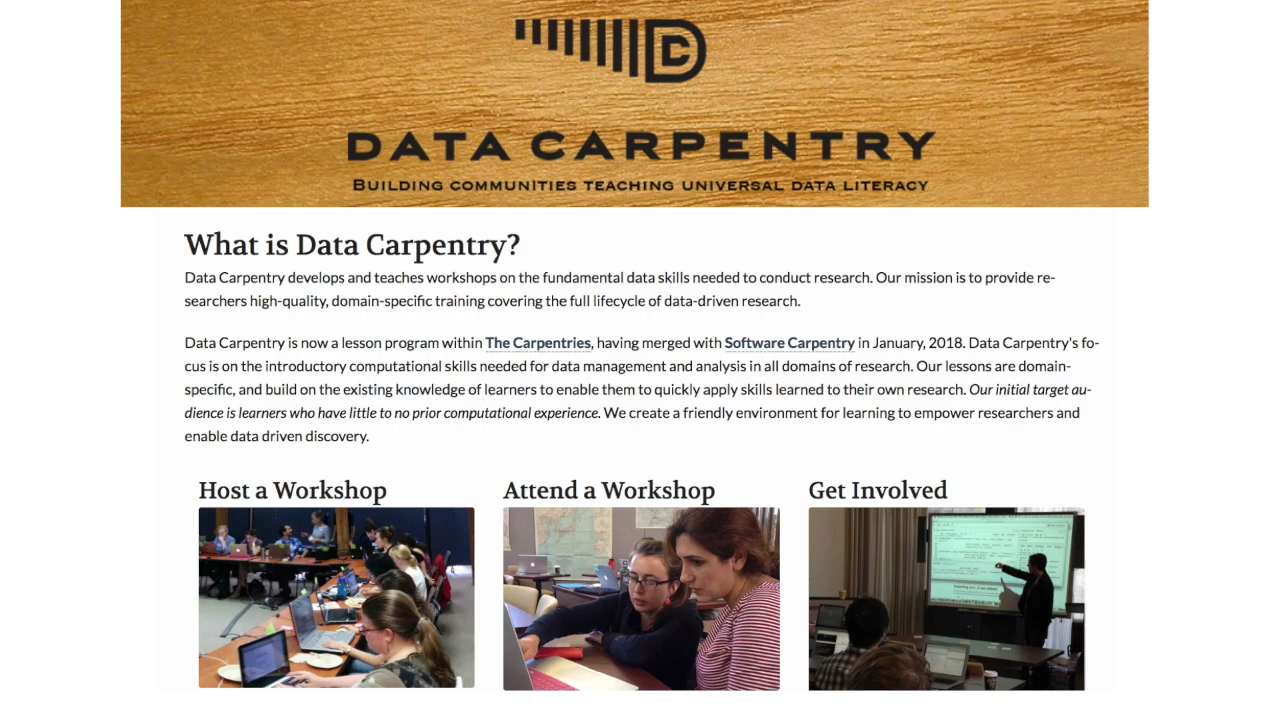 DC
DATA CARPENTRY
BUILDING COMMUNITIES TEACHING UNIVERSAL DATA LITERACY
What is Data Carpentry?
Data Carpentry develops and teaches workshops on the fundamental data skills needed to conduct research. Our mission is to provide re-
searchers high-quality, domain-specific training covering the full lifecycle of data-driven research.
Data Carpentry is now a lesson program within The Carpentries, having merged with Software Carpentry in January, 2018. Data Carpentry's fo-
cus is on the introductory computational skills needed for data management and analysis in all domains of research. Our lessons are domain-
specific, and build on the existing knowledge of learners to enable them to quickly apply skills learned to their own research. Our initial target au-
dience is learners who have little to no prior computational experience. We create a friendly environment for learning to empower researchers and
enable data driven discovery.
Host a Workshop
Attend a Workshop
Get Involved